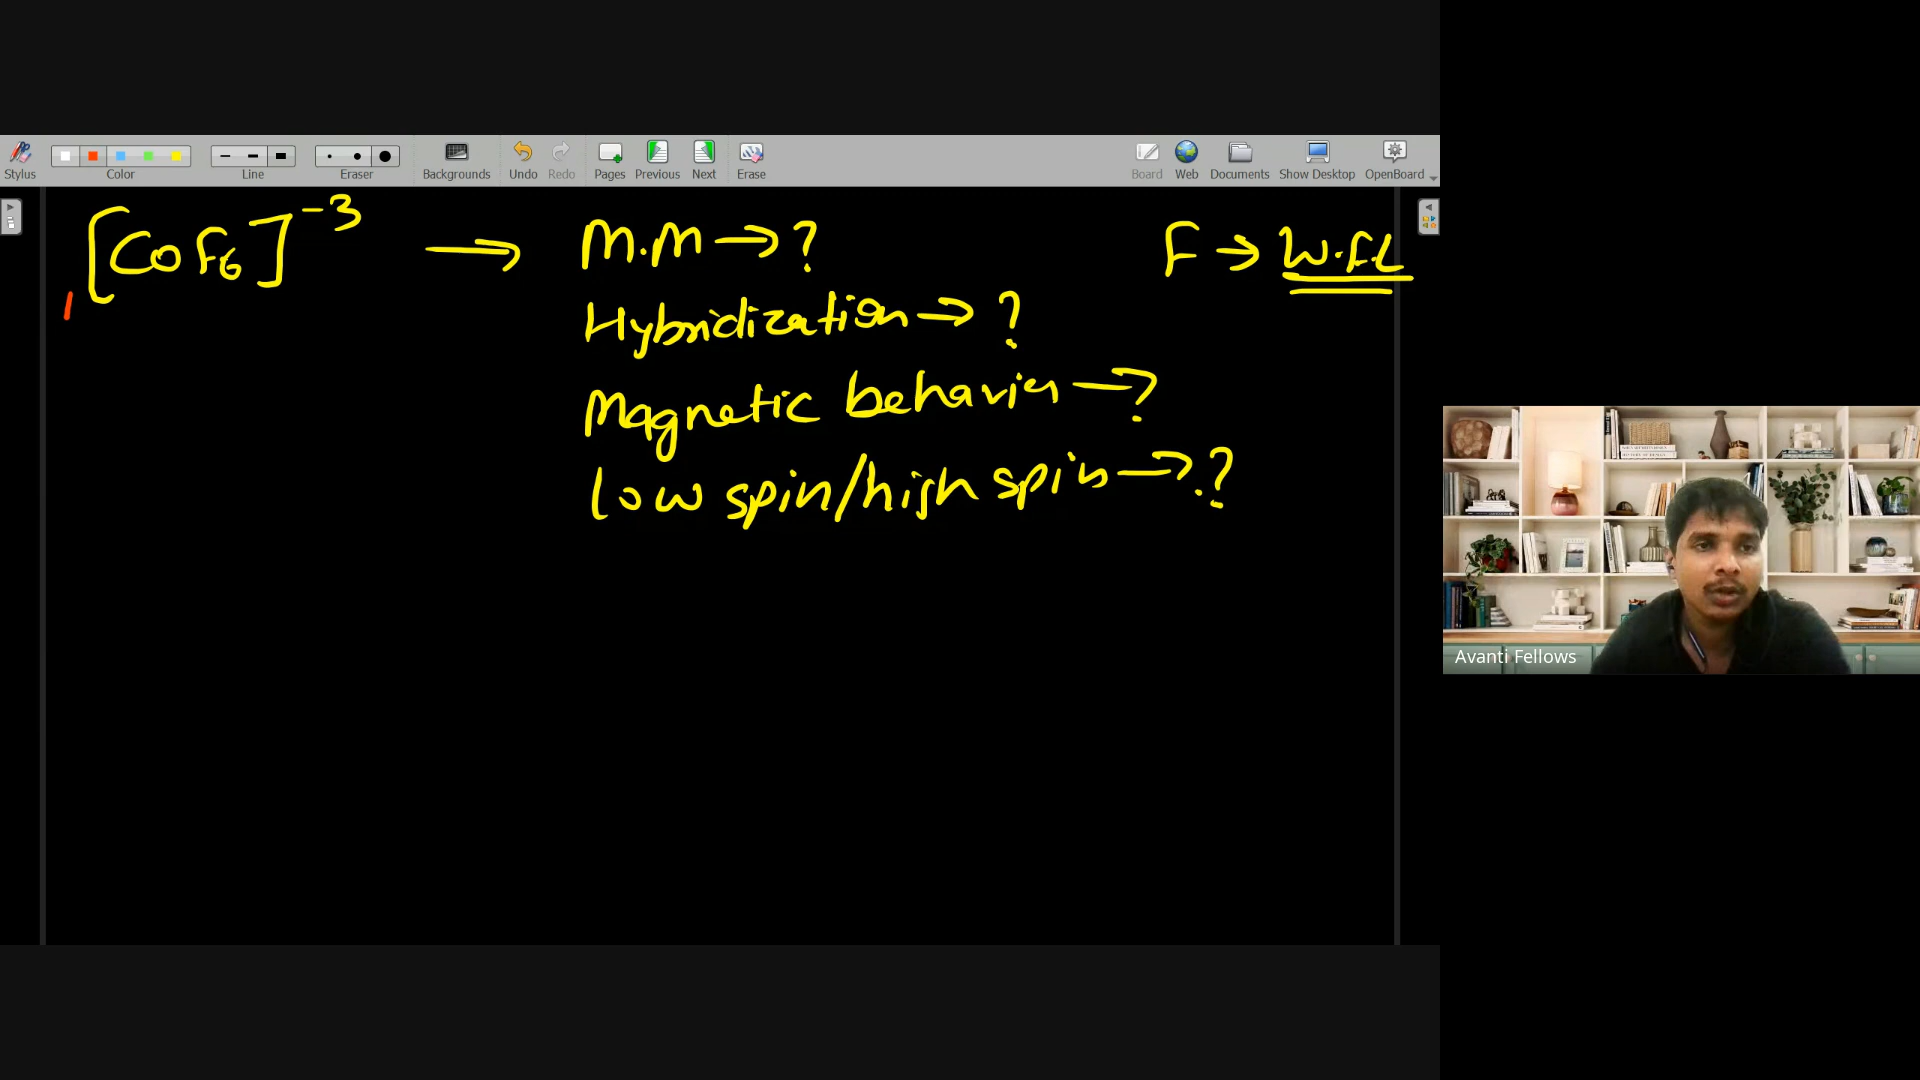 Stylus Color Line Eraser Backgrounds Undo Redo Pages Previous Next Erase Board Web Documents Show Desktop OpenBoard
[CoF6]^-3 → M.M → ? F → W.F.L
Hybridization → ?
Magnetic behavior → ?
low spin/high spin → ?
Avanti Fellows